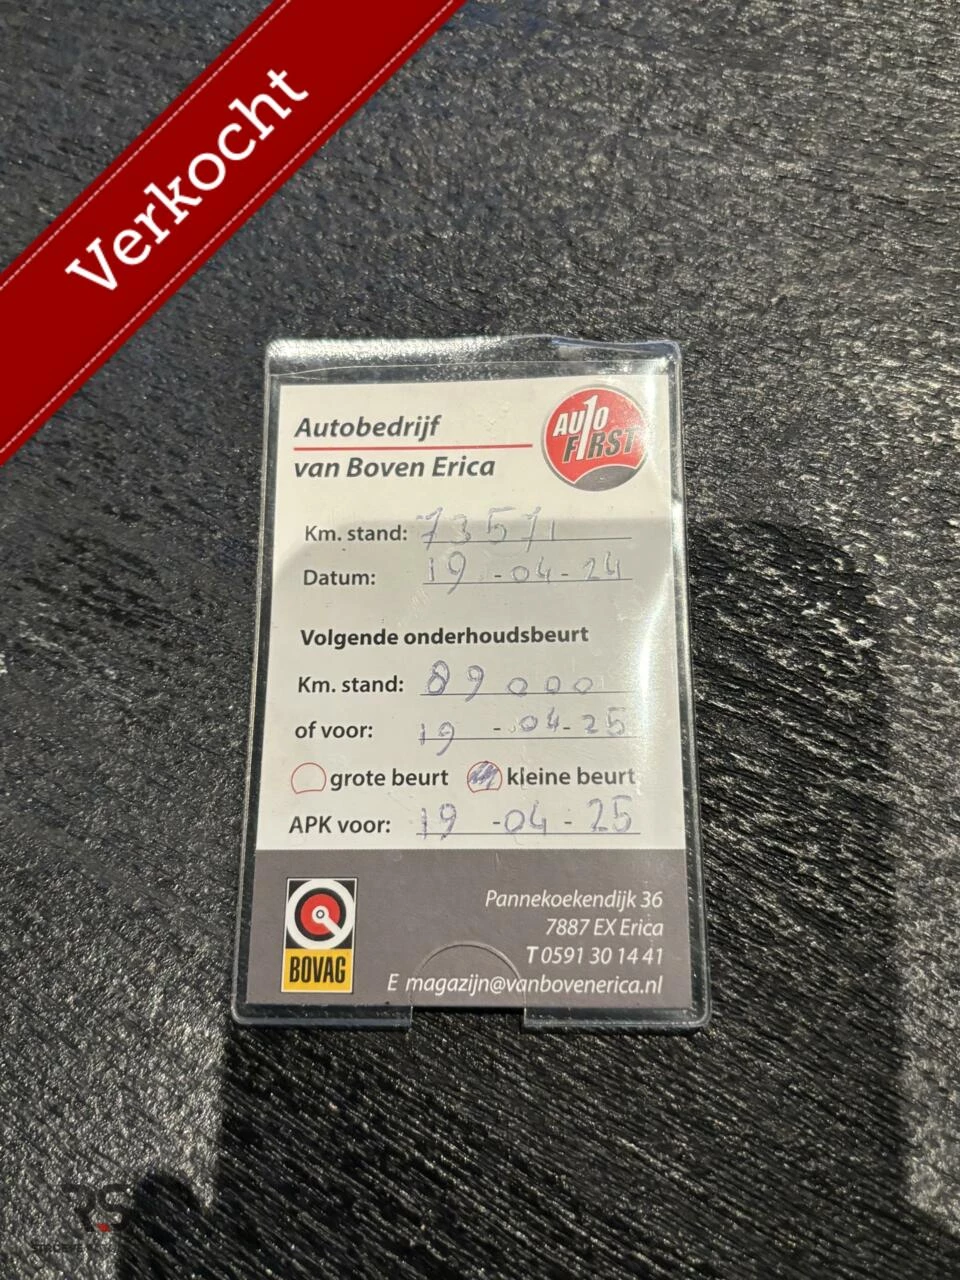 Verkocht
Autobedrijf
van Boven Erica
AUTO
FIRST
Km. stand: 73571
Datum: 19-04-24
Volgende onderhoudsbeurt
Km. stand: 89000
of voor: 19-04-25
grote beurt kleine beurt
APK voor: 19-04-25
BOVAG
Pannekoekendijk 36
7887 EX Erica
T 0591 30 14 41
E magazijn@vanbovenerica.nl
RS